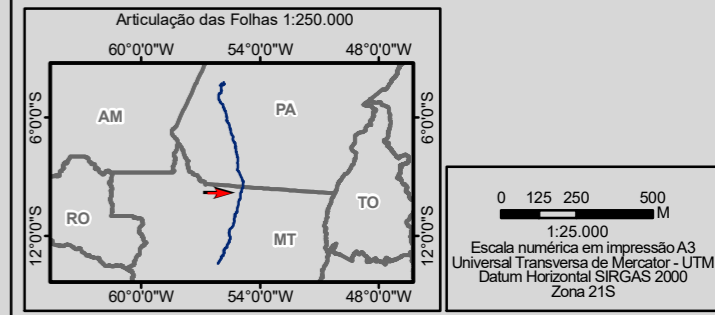 Articulação das Folhas 1:250.000
60°0'0"W 54°0'0"W 48°0'0"W
6°0'0"S
12°0'0"S
AM
PA
RO
MT
TO
6°0'0"S
12°0'0"S
60°0'0"W 54°0'0"W 48°0'0"W
0 125 250 500
M
1:25.000
Escala numérica em impressão A3
Universal Transversa de Mercator - UTM
Datum Horizontal SIRGAS 2000
Zona 21S